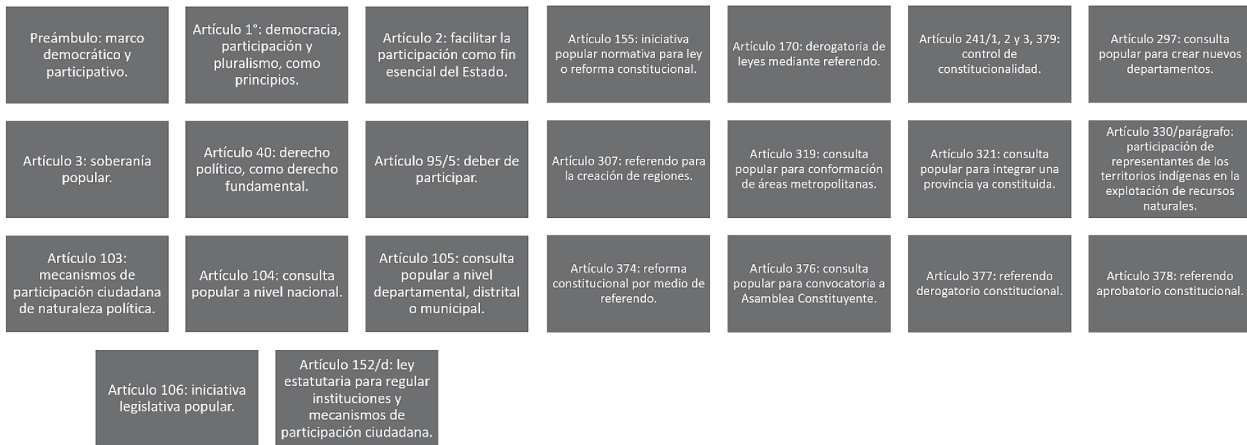 Preámbulo: marco
democrático y
participativo.
Artículo 1°: democracia,
participación y
pluralismo, como
principios.
Artículo 2: facilitar la
participación como fin
esencial del Estado.
Artículo 155: iniciativa
popular normativa para ley
o reforma constitucional.
Artículo 170: derogatoria de
leyes mediante referendo.
Artículo 241/1, 2 y 3, 379:
control de
constitucionalidad.
Artículo 297: consulta
popular para crear nuevos
departamentos.
Artículo 3: soberanía
popular.
Artículo 40: derecho
político, como derecho
fundamental.
Artículo 95/5: deber de
participar.
Artículo 307: referendo para
la creación de regiones.
Artículo 319: consulta
popular para conformación
de áreas metropolitanas.
Artículo 321: consulta
popular para integrar una
provincia ya constituida.
Artículo 330/parágrafo:
participación de
representantes de los
territorios indígenas en la
explotación de recursos
naturales.
Artículo 103:
mecanismos de
participación ciudadana
de naturaleza política.
Artículo 104: consulta
popular a nivel nacional.
Artículo 105: consulta
popular a nivel
departamental, distrital
o municipal.
Artículo 374: reforma
constitucional por medio de
referendo.
Artículo 376: consulta
popular para convocatoria a
Asamblea Constituyente.
Artículo 377: referendo
derogatorio constitucional.
Artículo 378: referendo
aprobatorio constitucional.
Artículo 106: iniciativa
legislativa popular.
Artículo 152/d: ley
estatutaria para regular
instituciones y
mecanismos de
participación ciudadana.